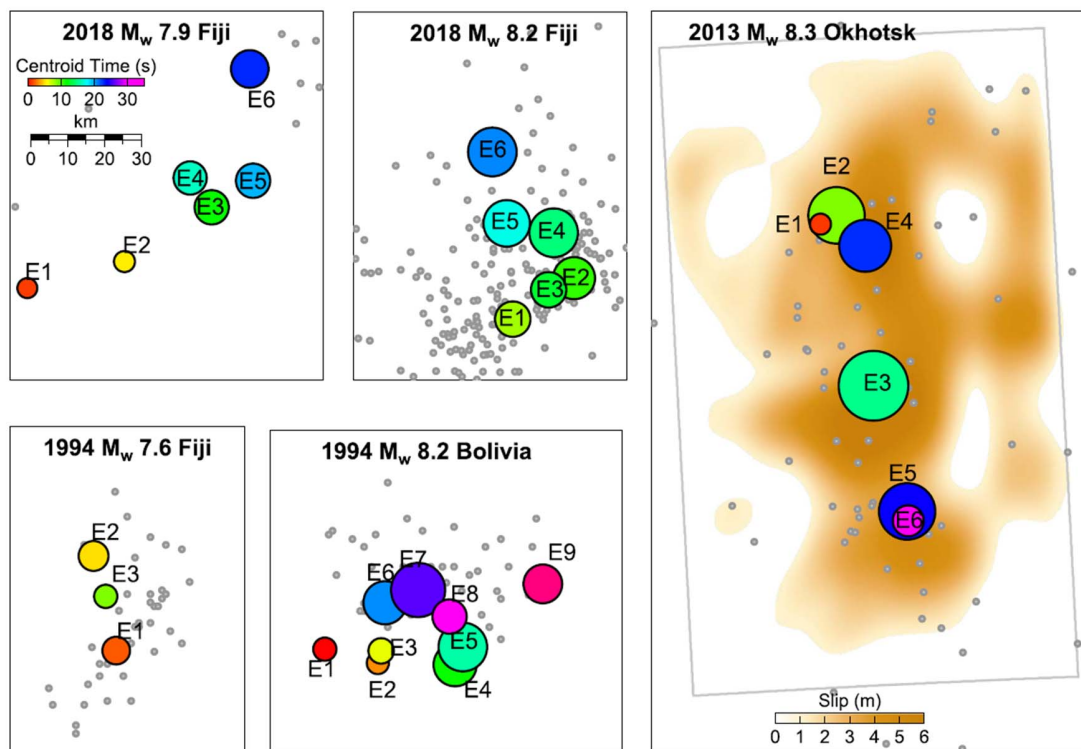 2018 Mw 7.9 Fiji
Centroid Time (s)
0 10 20 30
km
0 10 20 30
E6
E4
E5
E3
E2
E1
2018 Mw 8.2 Fiji
E6
E5
E4
E2
E3
E1
2013 Mw 8.3 Okhotsk
E2
E1
E4
E3
E5
E6
Slip (m)
0 1 2 3 4 5 6
1994 Mw 7.6 Fiji
E2
E3
E1
1994 Mw 8.2 Bolivia
E9
E7
E6
E8
E5
E3
E1
E2
E4